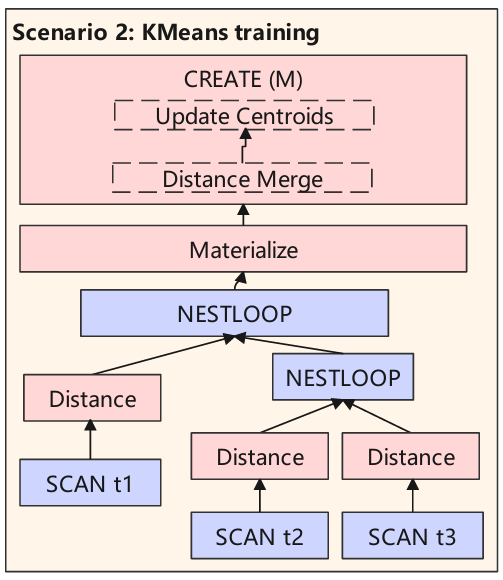 Scenario 2: KMeans training
CREATE (M)
Update Centroids
Distance Merge
Materialize
NESTLOOP
NESTLOOP
Distance
Distance
Distance
SCAN t1
SCAN t2
SCAN t3